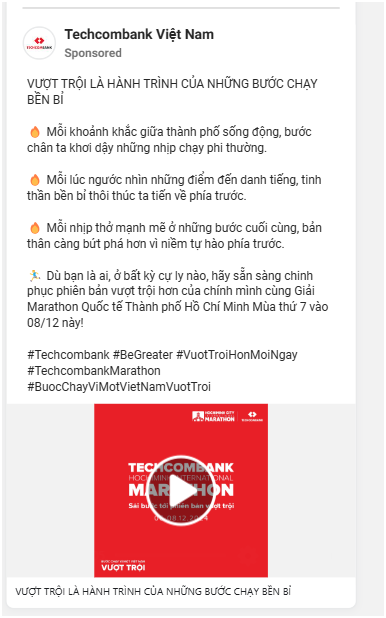 Techcombank Việt Nam
Sponsored
TECHCOMBANK
VƯỢT TRỘI LÀ HÀNH TRÌNH CỦA NHỮNG BƯỚC CHẠY
BỀN BỈ
🔥 Mỗi khoảnh khắc giữa thành phố sống động, bước
chân ta khơi dậy những nhịp chạy phi thường.
🔥 Mỗi lúc ngước nhìn những điểm đến danh tiếng, tinh
thần bền bỉ thôi thúc ta tiến về phía trước.
🔥 Mỗi nhịp thở mạnh mẽ ở những bước cuối cùng, bản
thân càng bứt phá hơn vì niềm tự hào phía trước.
🏃 Dù bạn là ai, ở bất kỳ cự ly nào, hãy sẵn sàng chinh
phục phiên bản vượt trội hơn của chính mình cùng Giải
Marathon Quốc tế Thành phố Hồ Chí Minh Mùa thứ 7 vào
08/12 này!
#Techcombank #BeGreater #VuotTroiHonMoiNgay
#TechcombankMarathon
#BuocChayViMotVietNamVuotTroi
HOCHIMINH CITY
MARATHON
TECHCOMBANK
TECHCOMBANK
HOCHIMINH INTERNATIONAL
MARATHON
Sải bước tới phiên bản vượt trội
BƯỚC CHẠY VÌ MỘT VIỆT NAM
VƯỢT TRỘI
VƯỢT TRỘI LÀ HÀNH TRÌNH CỦA NHỮNG BƯỚC CHẠY BỀN BỈ